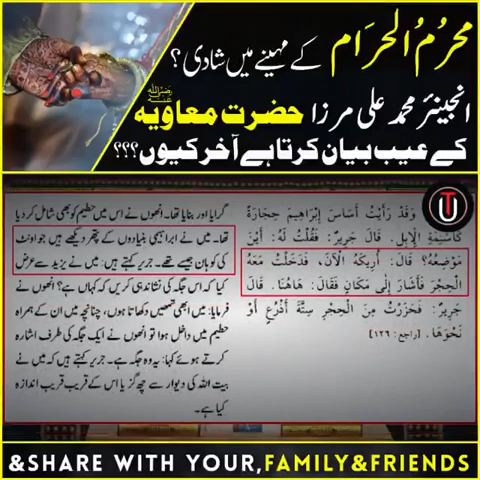 محرمُ الحرَام کے مہینے میں شادی؟
انجینئر محمد علی مرزا حضرت معاویہ
کے عیب بیان کرتا ہے آخر کیوں؟؟؟
وَقَدْ رَأَيْتُ أَسَاسَ إِبْرَاهِيمَ حِجَارَةً
كَأَسْنِمَةِ الْإِبِلِ. قَالَ جَرِيرٌ: فَقُلْتُ لَهُ: أَيْنَ
مَوْضِعُهُ؟ قَالَ: أُرِيكَهُ الْآنَ، فَدَخَلْتُ مَعَهُ
الْحِجْرَ فَأَشَارَ إِلَى مَكَانٍ فَقَالَ: هَاهُنَا. قَالَ
جَرِيرٌ: فَحَزَرْتُ مِنَ الْحِجْرِ سِتَّةَ أَذْرُعٍ أَوْ
نَحْوَهَا. [راجع: ١٢٦]
گرایا اور بنایا تھا۔ انھوں نے اس میں حطیم کو بھی شامل کر دیا
تھا۔ میں نے ابراہیمی بنیادوں کے پتھر دیکھے ہیں جو اونٹ
کی کوہان جیسے تھے۔ جریر کہتے ہیں: میں نے یزید سے عرض
کیا کہ اس جگہ کی نشاندہی کریں کہ کہاں ہے؟ انھوں نے
فرمایا: میں ابھی تمھیں دکھاتا ہوں، چنانچہ میں ان کے ہمراہ
حطیم میں داخل ہوا تو انھوں نے ایک جگہ کی طرف اشارہ
کرتے ہوئے کہا: یہ وہ جگہ ہے۔ جریر کہتے ہیں کہ میں نے
بیت اللہ کی دیوار سے چھ گز یا اس کے قریب قریب اندازہ
کیا ہے۔
&SHARE WITH YOUR,FAMILY&FRIENDS